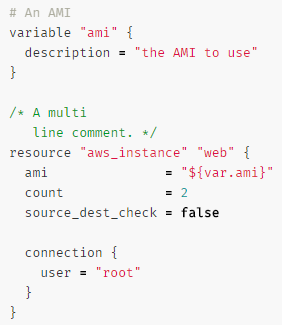 # An AMI
variable "ami" {
  description = "the AMI to use"
}

/* A multi
   line comment. */
resource "aws_instance" "web" {
  ami               = "${var.ami}"
  count             = 2
  source_dest_check = false

  connection {
    user = "root"
  }
}